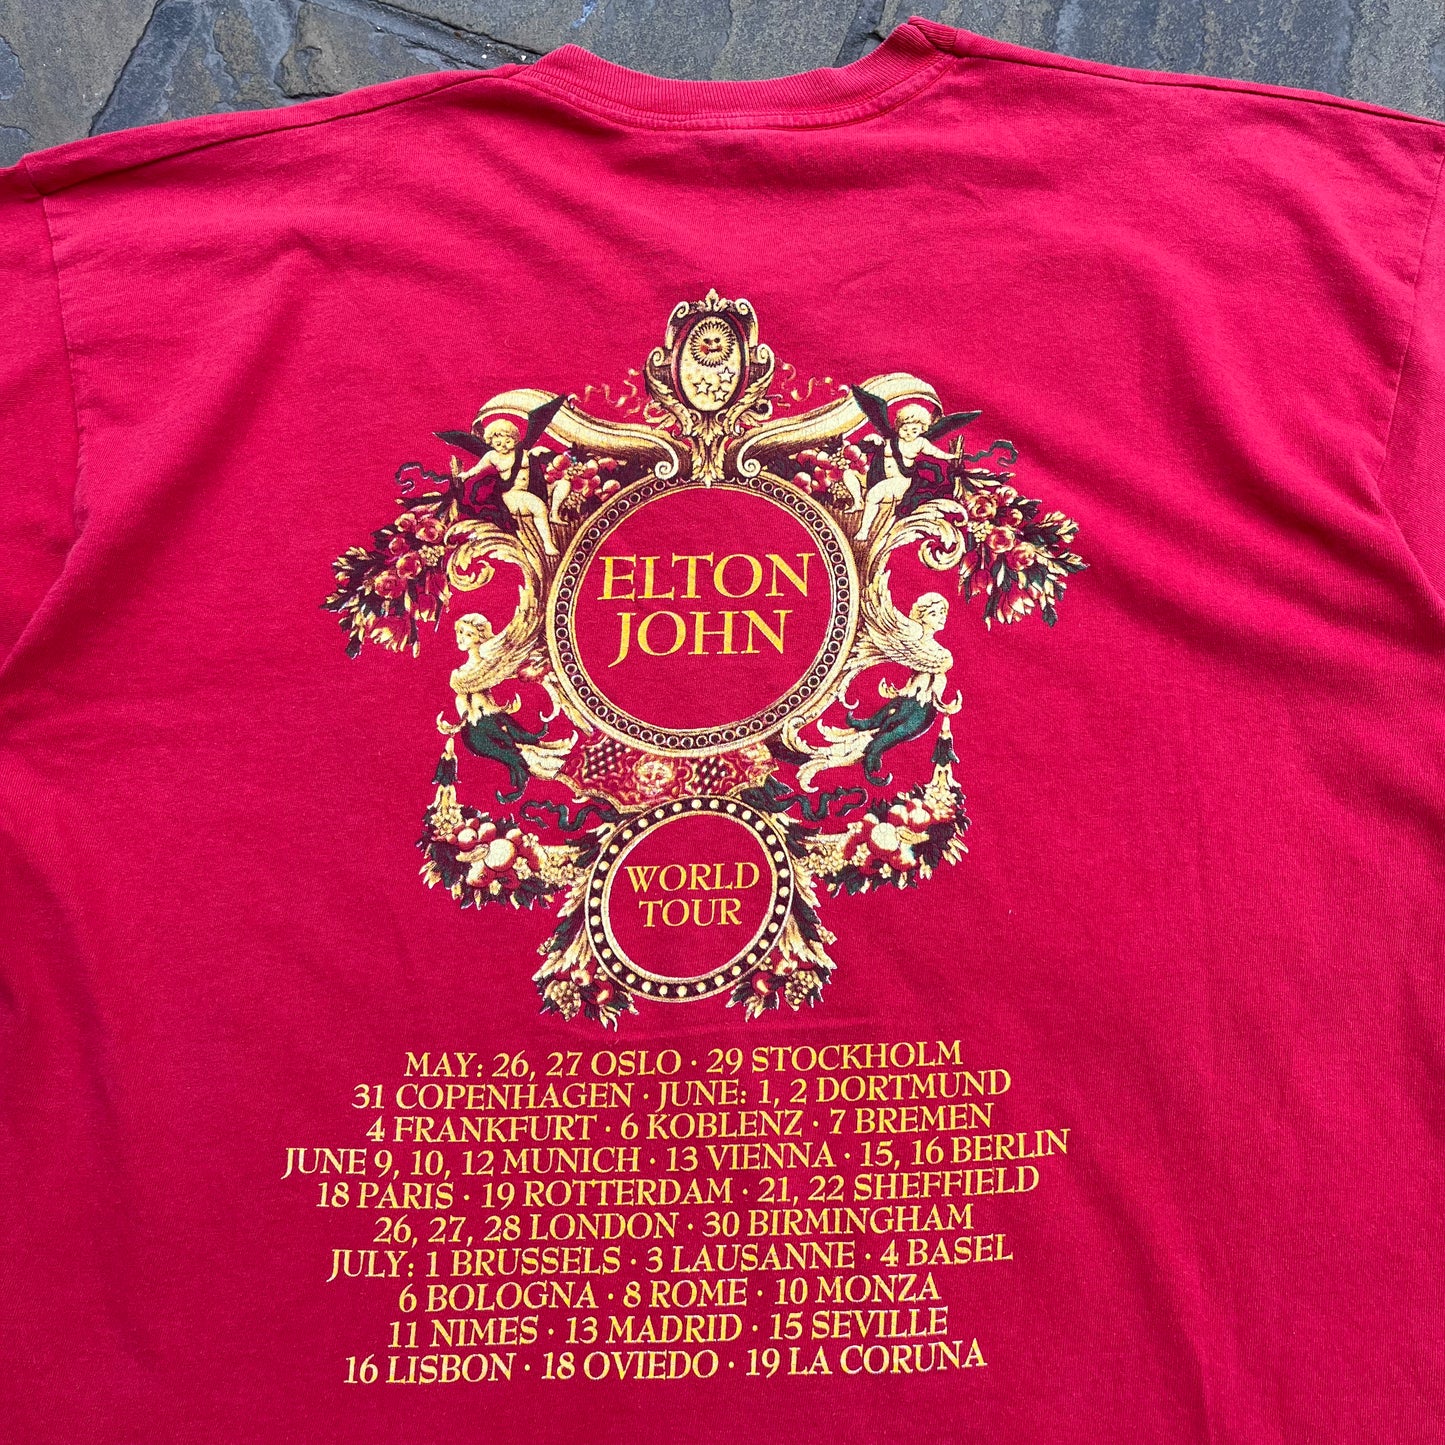 ELTON
JOHN
WORLD
TOUR
MAY: 26, 27 OSLO · 29 STOCKHOLM
31 COPENHAGEN · JUNE: 1, 2 DORTMUND
4 FRANKFURT · 6 KOBLENZ · 7 BREMEN
JUNE 9, 10, 12 MUNICH · 13 VIENNA · 15, 16 BERLIN
18 PARIS · 19 ROTTERDAM · 21, 22 SHEFFIELD
26, 27, 28 LONDON · 30 BIRMINGHAM
JULY: 1 BRUSSELS · 3 LAUSANNE · 4 BASEL
6 BOLOGNA · 8 ROME · 10 MONZA
11 NIMES · 13 MADRID · 15 SEVILLE
16 LISBON · 18 OVIEDO · 19 LA CORUNA